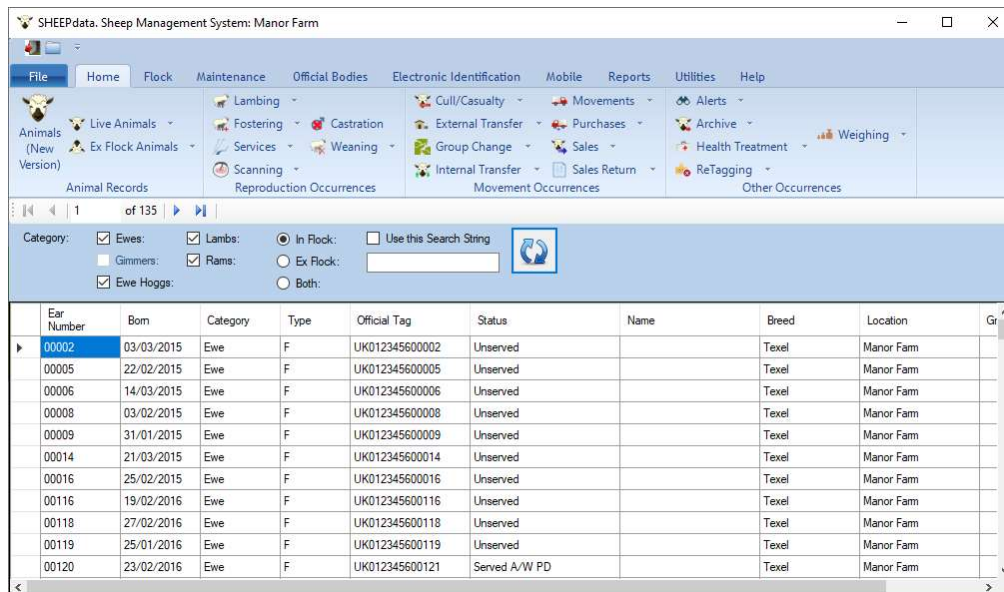 SHEEPdata. Sheep Management System: Manor Farm
File Home Flock Maintenance Official Bodies Electronic Identification Mobile Reports Utilities Help
Animals (New Version)
Live Animals
Ex Flock Animals
Animal Records
Lambing
Fostering Castration
Services Weaning
Scanning
Reproduction Occurrences
Cull/Casualty Movements
External Transfer Purchases
Group Change Sales
Internal Transfer Sales Return
Movement Occurrences
Alerts
Archive
Health Treatment
ReTagging
Weighing
Other Occurrences
1 of 135
Category: Ewes: Lambs: In Flock: Use this Search String
Gimmers: Rams: Ex Flock:
Ewe Hoggs: Both:
Ear Number Born Category Type Official Tag Status Name Breed Location Gr
00002 03/03/2015 Ewe F UK012345600002 Unserved Texel Manor Farm
00005 22/02/2015 Ewe F UK012345600005 Unserved Texel Manor Farm
00006 14/03/2015 Ewe F UK012345600006 Unserved Texel Manor Farm
00008 03/02/2015 Ewe F UK012345600008 Unserved Texel Manor Farm
00009 31/01/2015 Ewe F UK012345600009 Unserved Texel Manor Farm
00014 21/03/2015 Ewe F UK012345600014 Unserved Texel Manor Farm
00016 25/02/2015 Ewe F UK012345600016 Unserved Texel Manor Farm
00116 19/02/2016 Ewe F UK012345600116 Unserved Texel Manor Farm
00118 27/02/2016 Ewe F UK012345600118 Unserved Texel Manor Farm
00119 25/01/2016 Ewe F UK012345600119 Unserved Texel Manor Farm
00120 23/02/2016 Ewe F UK012345600121 Served A/W PD Texel Manor Farm